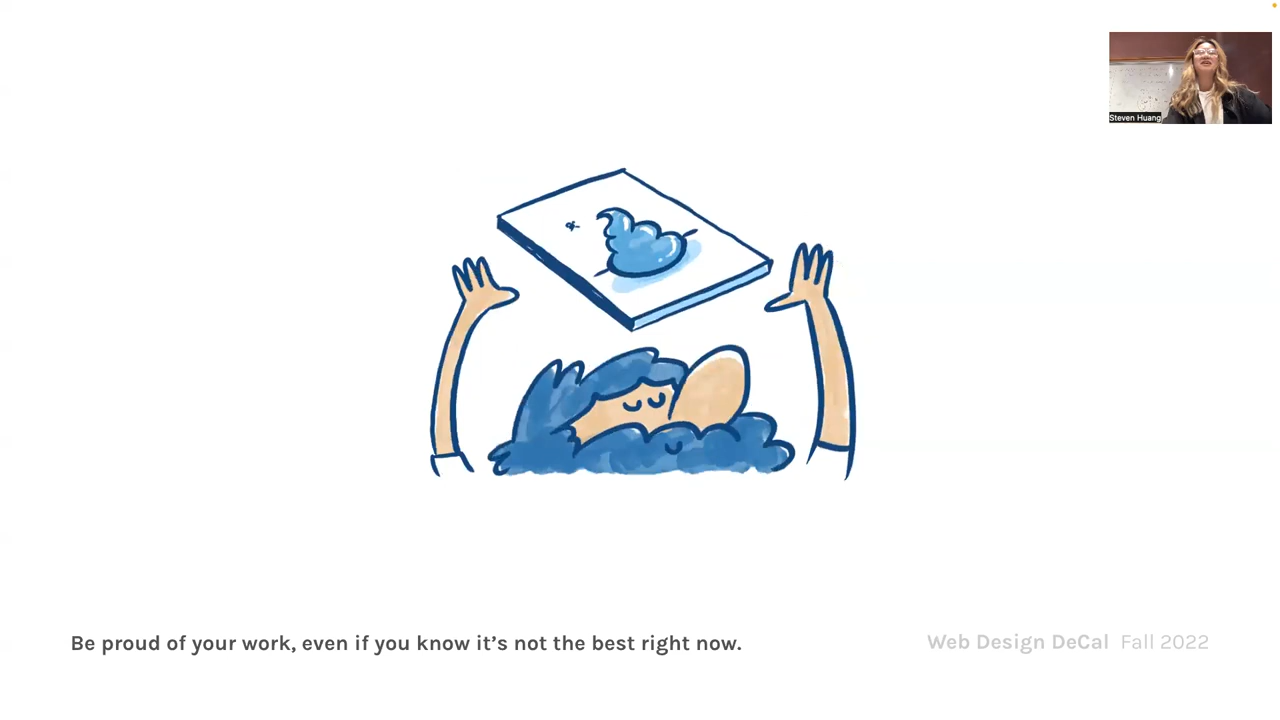 Steven Huang
Be proud of your work, even if you know it’s not the best right now.
Web Design DeCal Fall 2022